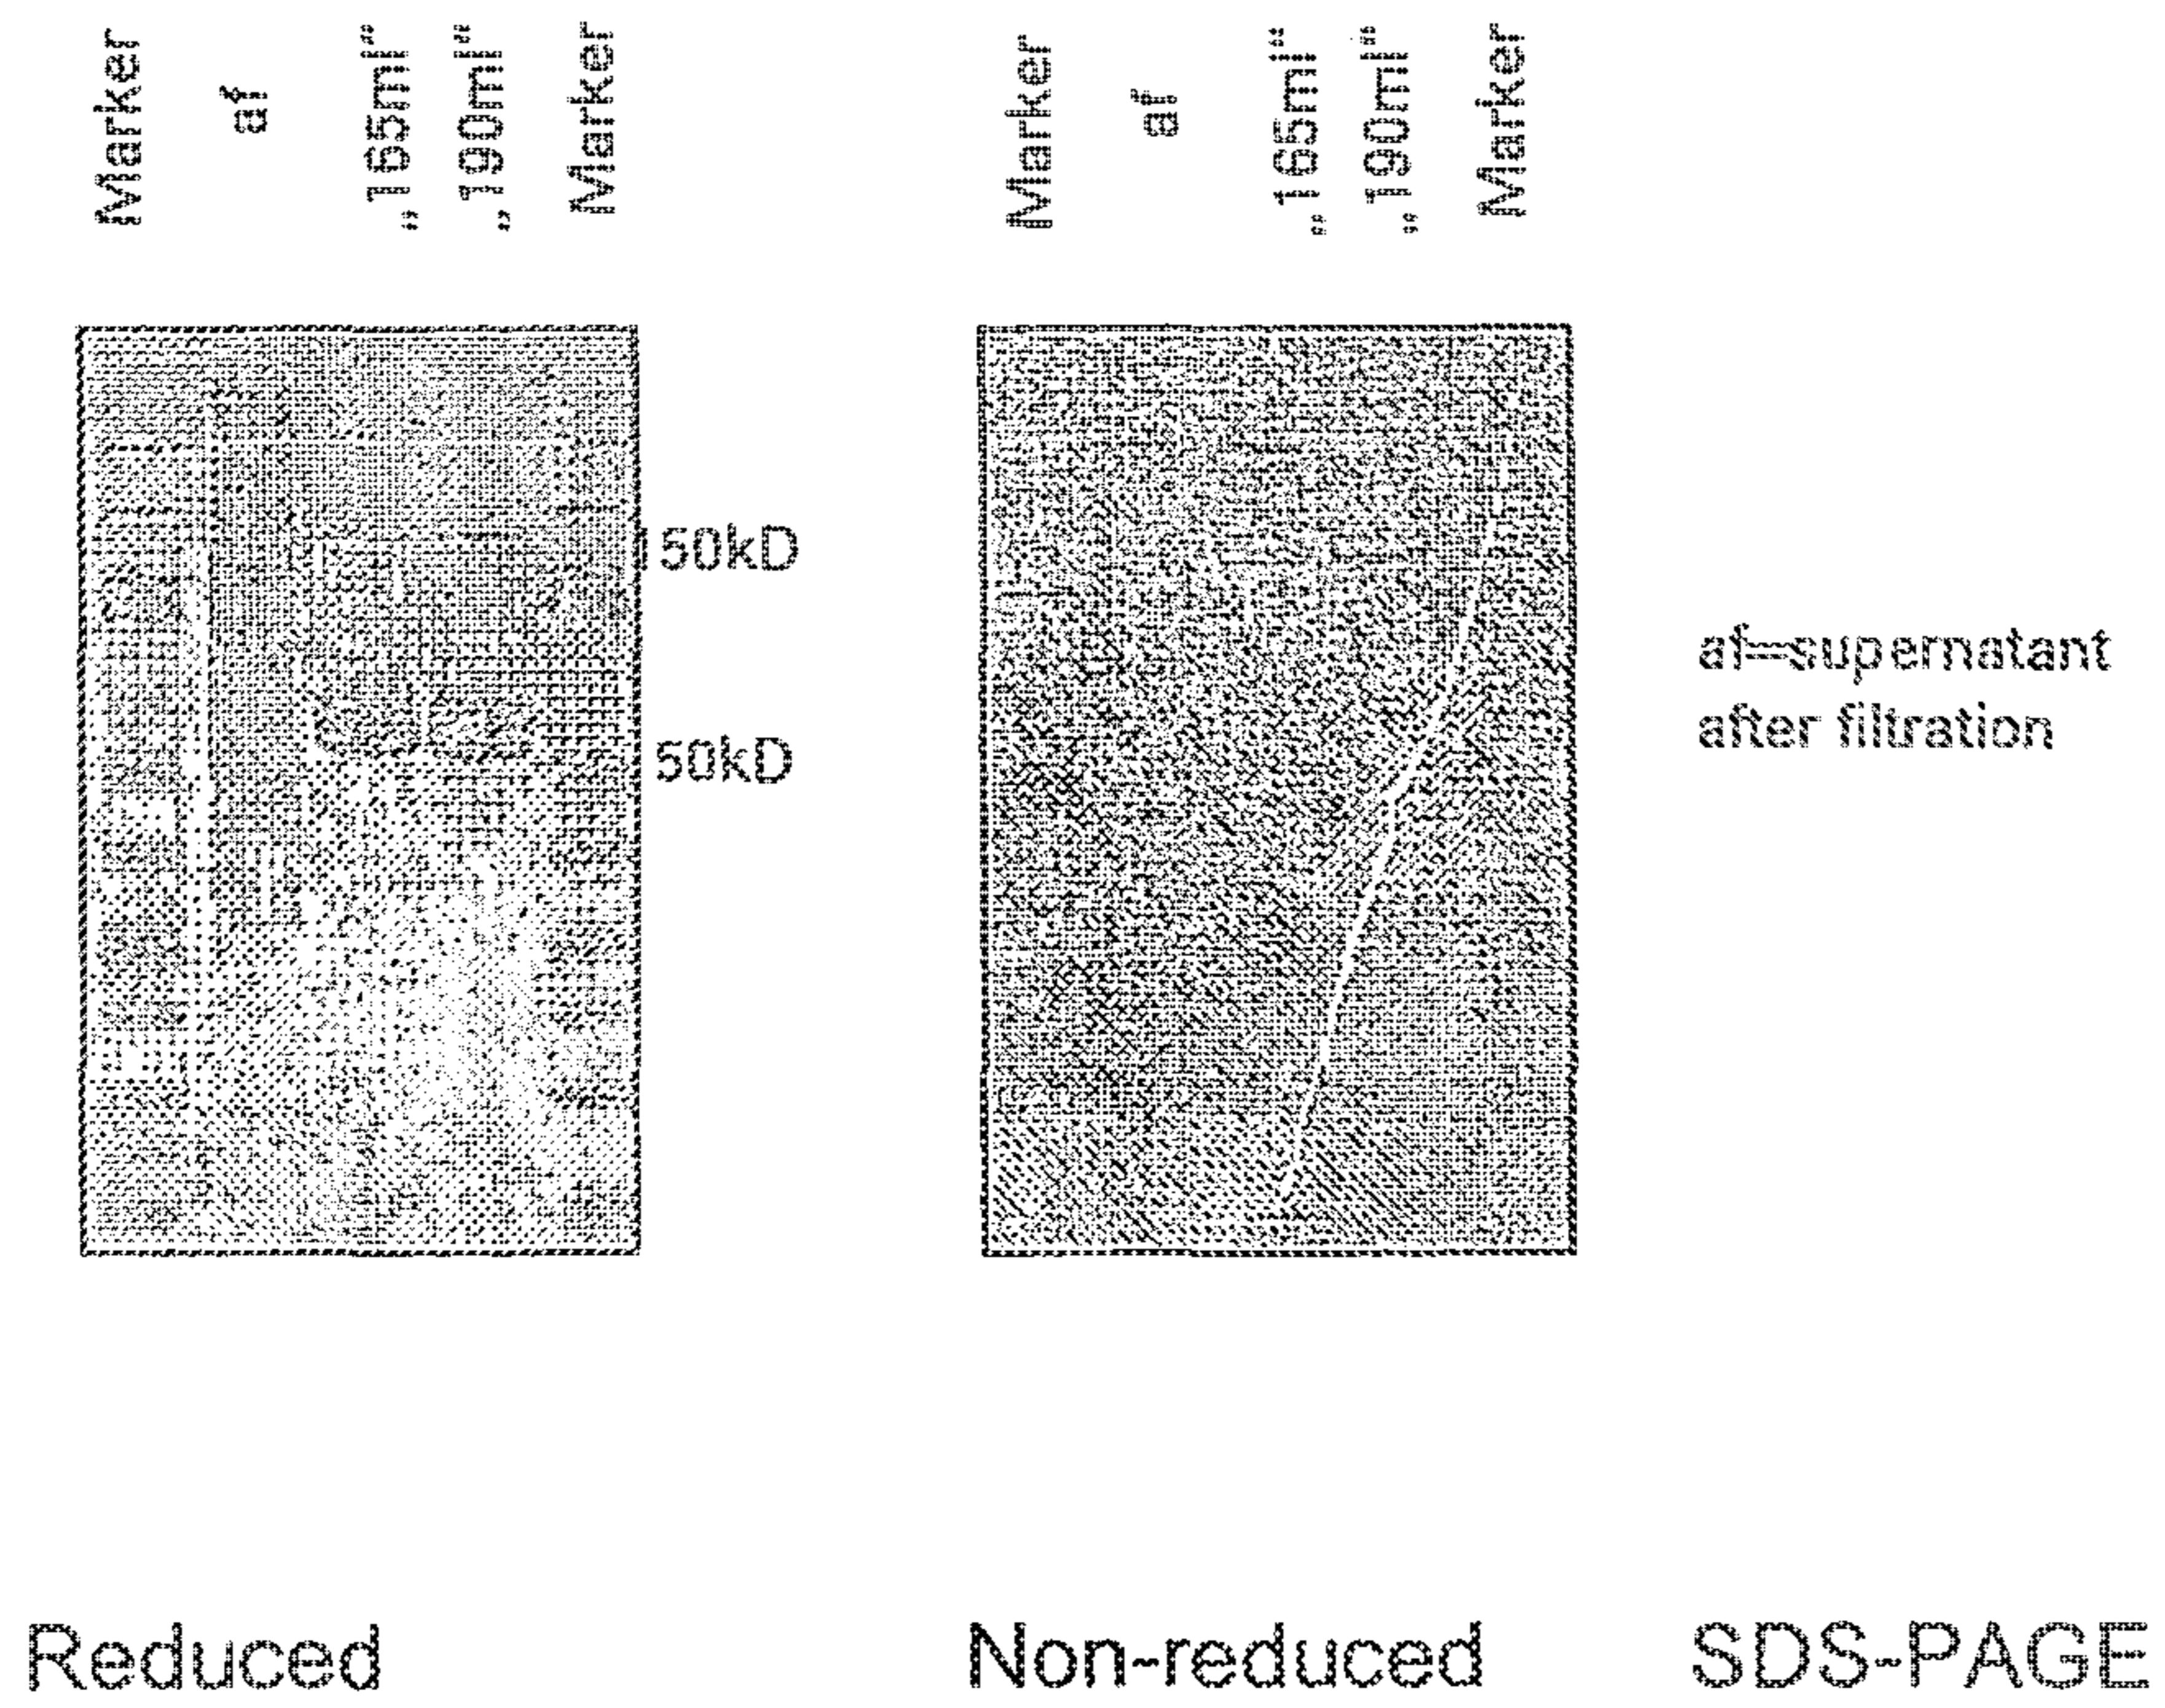 Marker af „165ml“ „190ml“ Marker
Marker af „165ml“ „190ml“ Marker
150kD
50kD
af=supernatant
after filtration
Reduced
Non-reduced
SDS-PAGE